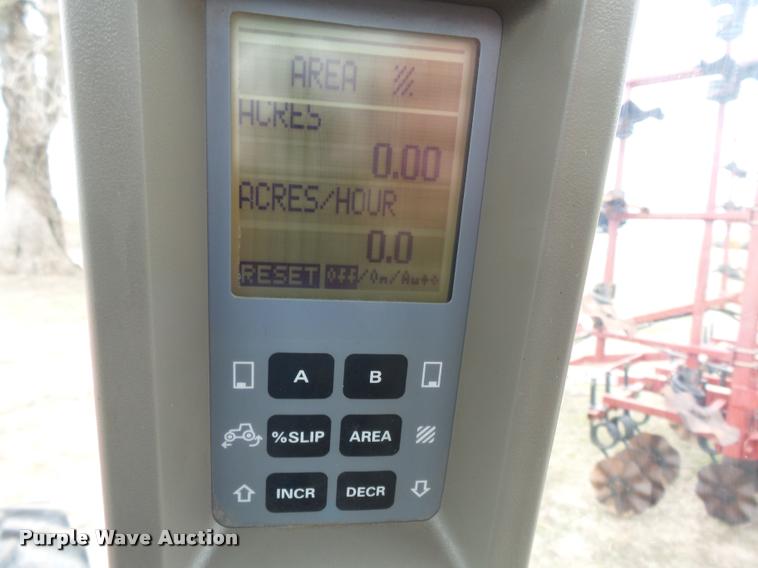 AREA
ACRES
0.00
ACRES/HOUR
0.0
RESET Off/On/Auto
A B
%SLIP AREA
INCR DECR
Purple Wave Auction